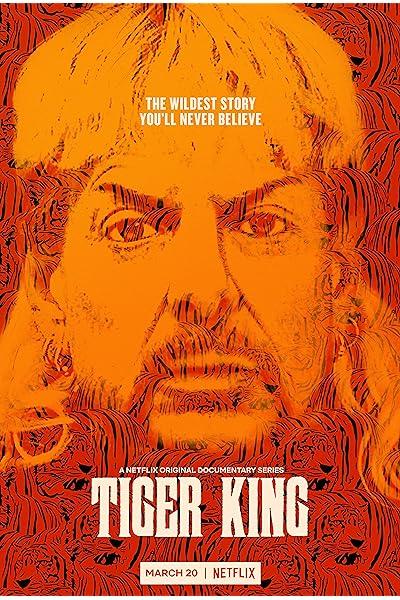 THE WILDEST STORY
YOU'LL NEVER BELIEVE
A NETFLIX ORIGINAL DOCUMENTARY SERIES
TIGER KING
MARCH 20 | NETFLIX